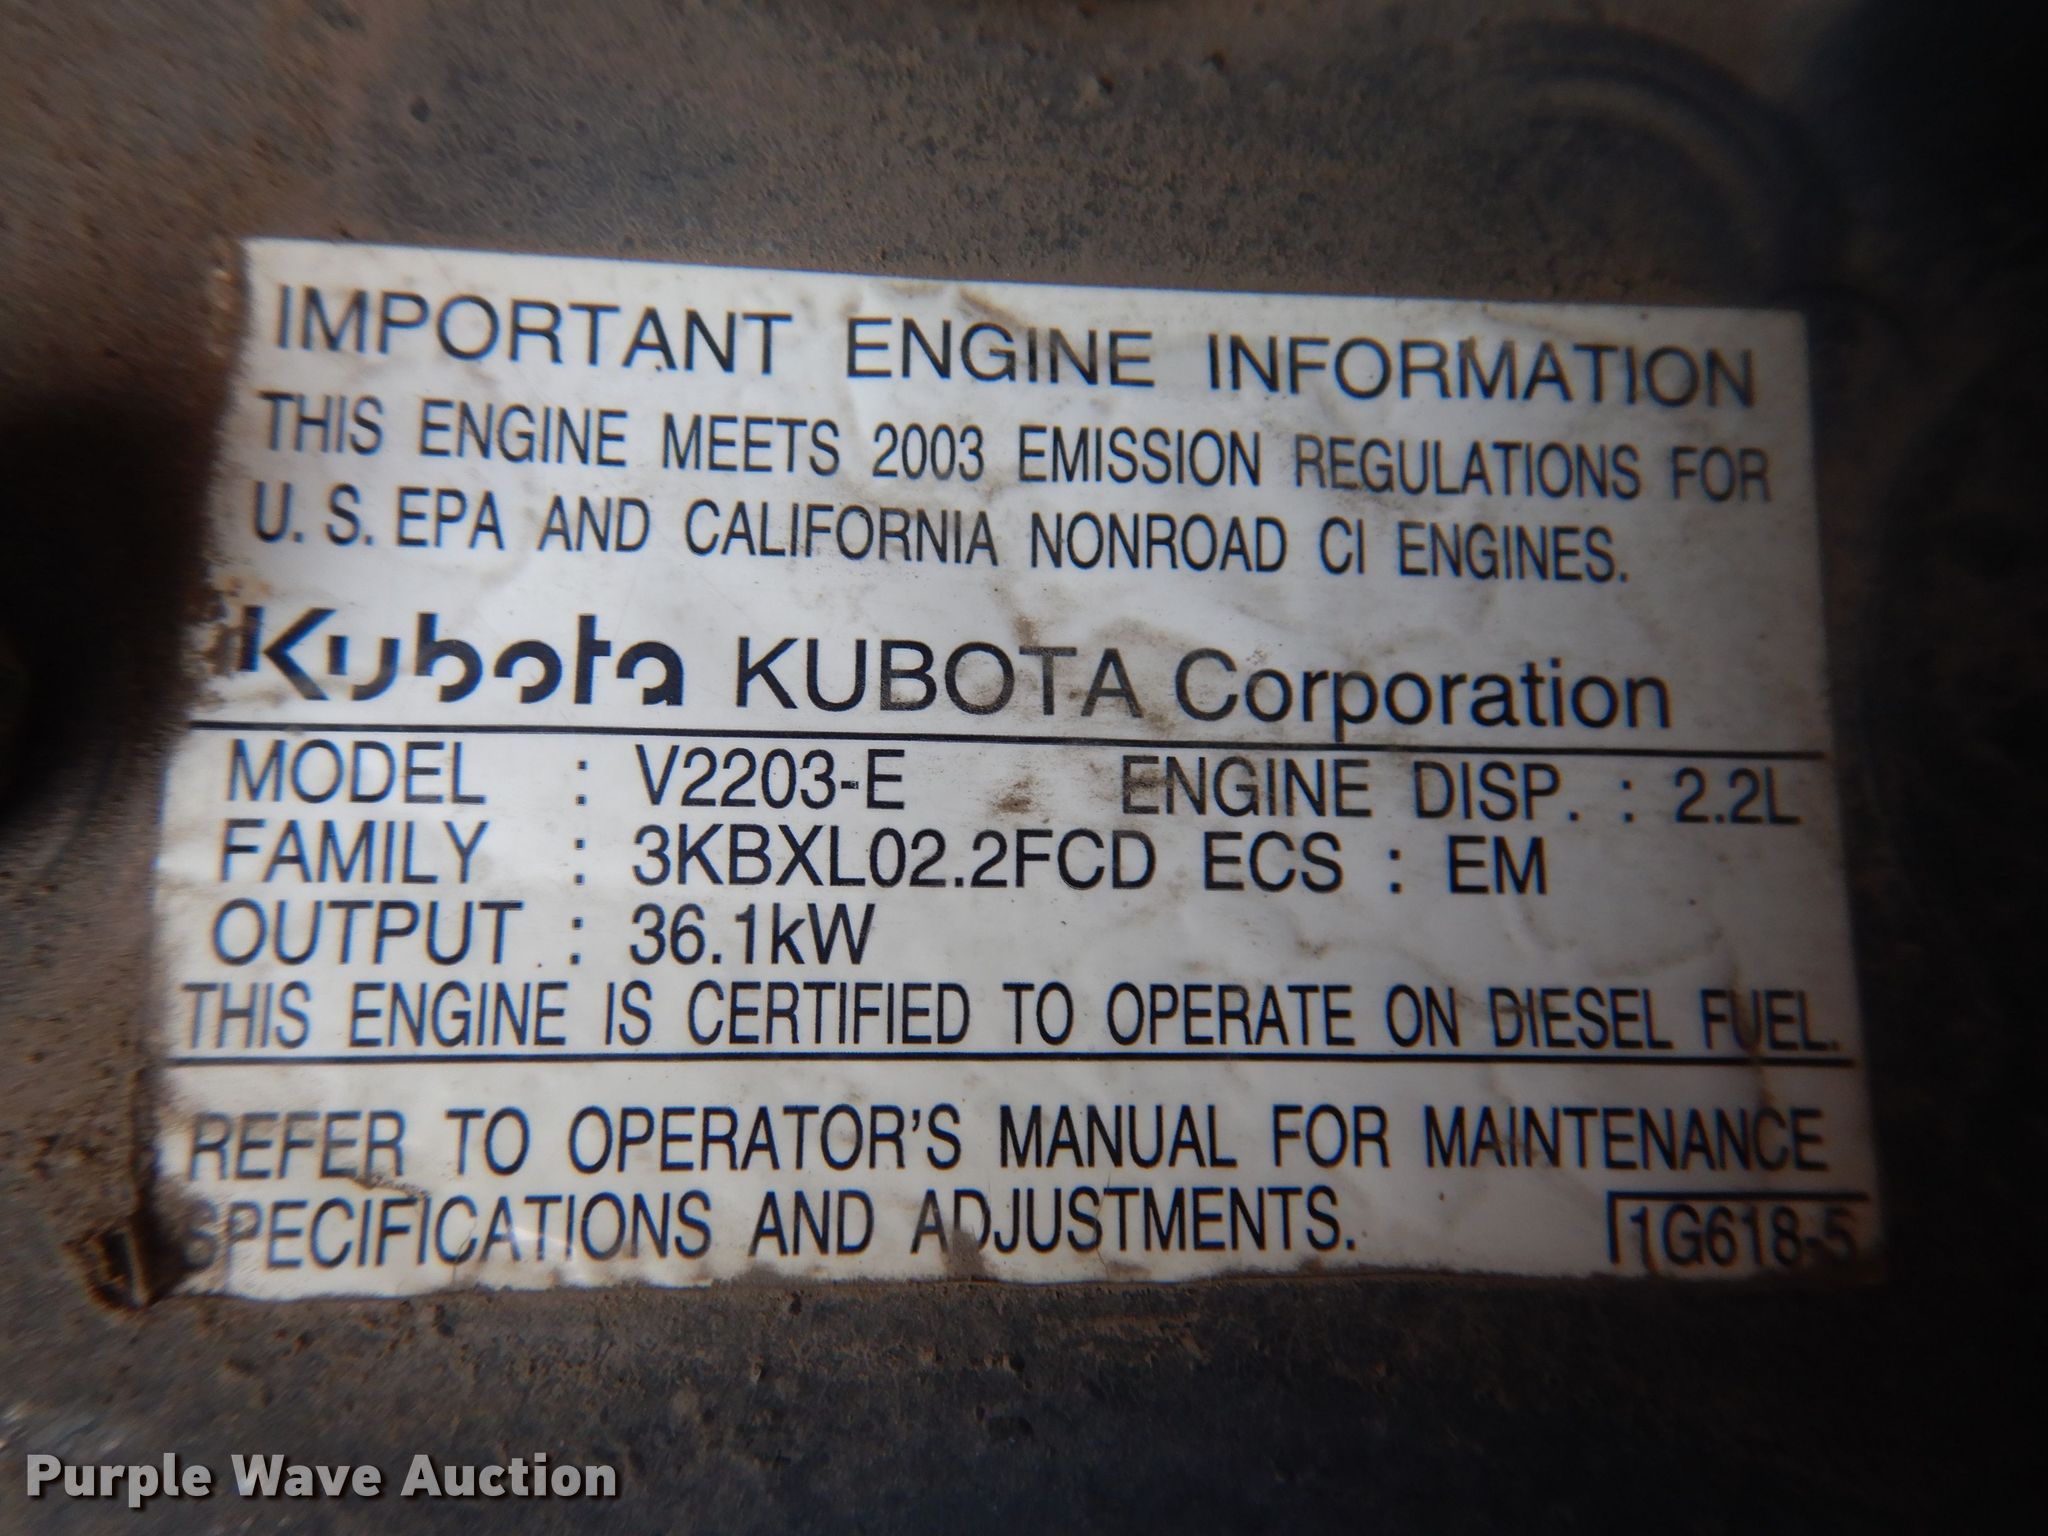 IMPORTANT ENGINE INFORMATION
THIS ENGINE MEETS 2003 EMISSION REGULATIONS FOR
U. S. EPA AND CALIFORNIA NONROAD CI ENGINES.
Kubota KUBOTA Corporation
MODEL : V2203-E ENGINE DISP. : 2.2L
FAMILY : 3KBXL02.2FCD ECS : EM
OUTPUT : 36.1kW
THIS ENGINE IS CERTIFIED TO OPERATE ON DIESEL FUEL.
REFER TO OPERATOR'S MANUAL FOR MAINTENANCE
SPECIFICATIONS AND ADJUSTMENTS.
1G618-5
Purple Wave Auction